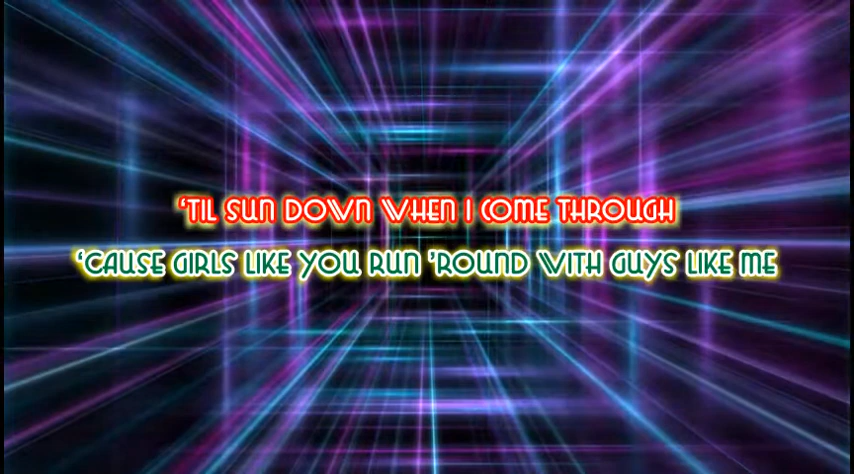 ‘TIL SUN DOWN WHEN I COME THROUGH
‘CAUSE GIRLS LIKE YOU RUN ’ROUND WITH GUYS LIKE ME